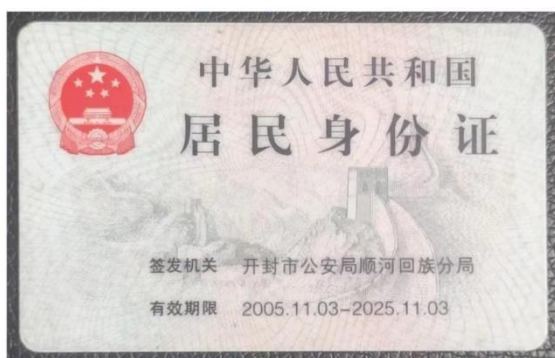 中华人民共和国
居民身份证
签发机关 开封市公安局顺河回族分局
有效期限 2005.11.03-2025.11.03